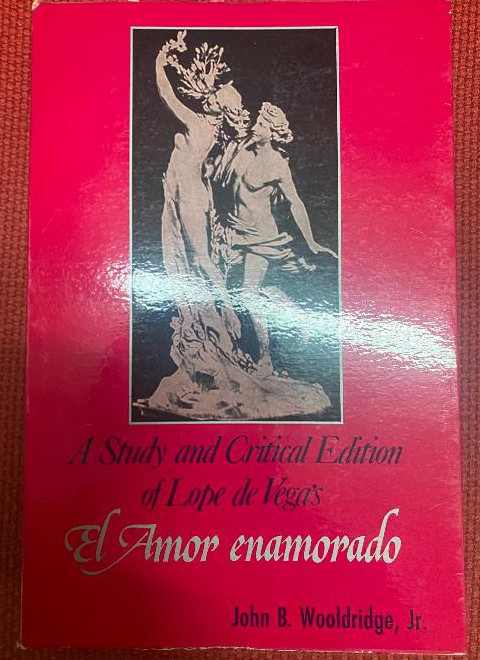 A Study and Critical Edition
of Lope de Vega's
El Amor enamorado
John B. Wooldridge, Jr.